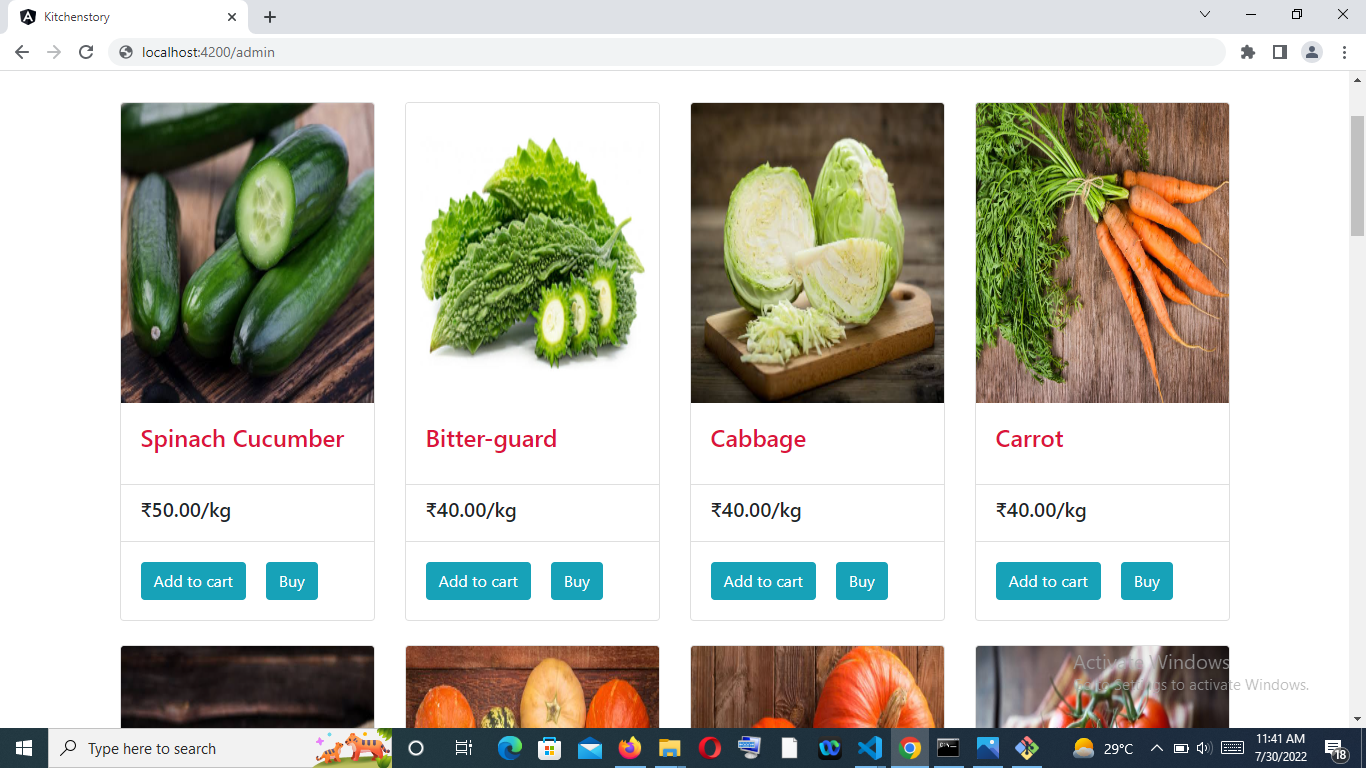 Kitchenstory
localhost:4200/admin
Spinach Cucumber
Bitter-guard
Cabbage
Carrot
₹50.00/kg
₹40.00/kg
₹40.00/kg
₹40.00/kg
Add to cart
Buy
Add to cart
Buy
Add to cart
Buy
Add to cart
Buy
Activate Windows
Go to Settings to activate Windows.
Type here to search
29°C
11:41 AM
7/30/2022
18